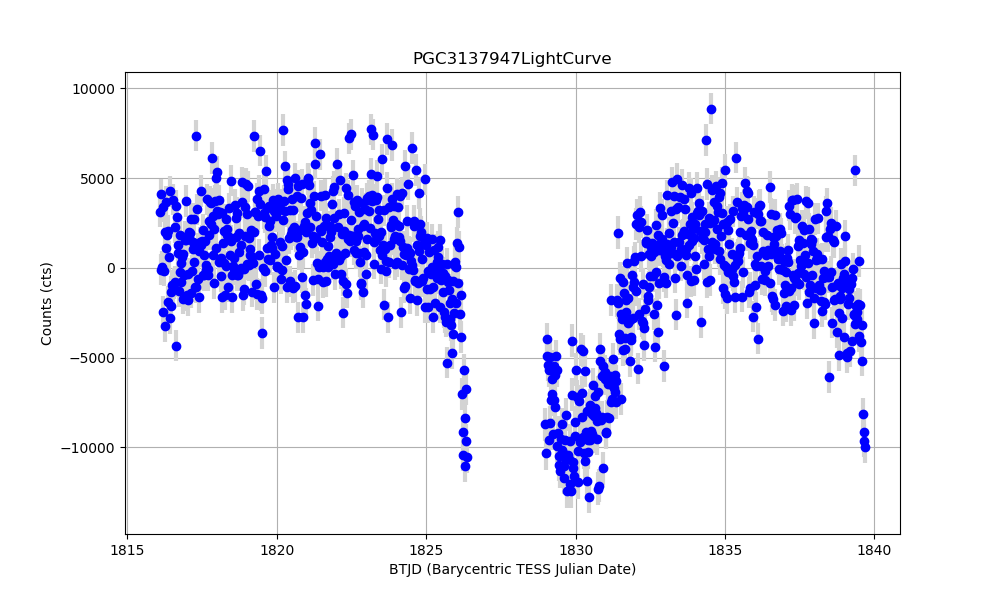 PGC3137947LightCurve
10000
5000
0
−5000
−10000
Counts (cts)
1815 1820 1825 1830 1835 1840
BTJD (Barycentric TESS Julian Date)